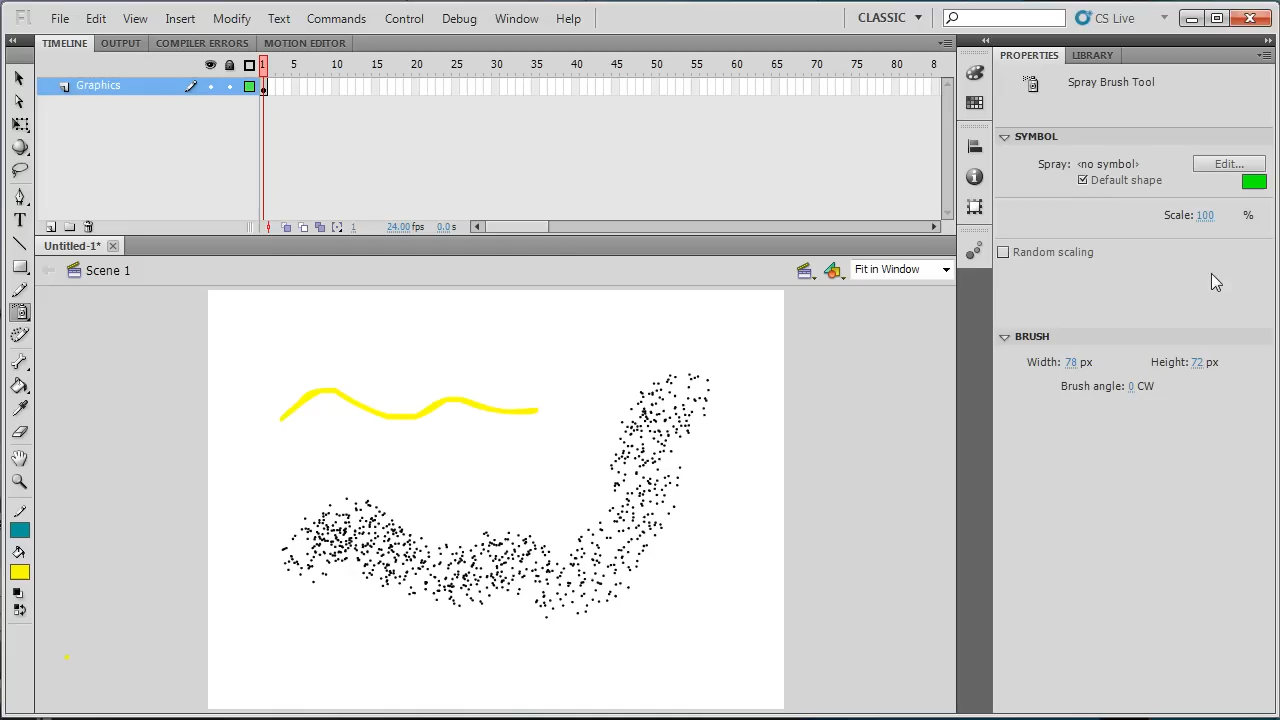 Fl File Edit View Insert Modify Text Commands Control Debug Window Help CLASSIC CS Live
TIMELINE OUTPUT COMPILER ERRORS MOTION EDITOR
1 5 10 15 20 25 30 35 40 45 50 55 60 65 70 75 80 8
Graphics
1 24.00 fps 0.0 s
Untitled-1*
Scene 1 Fit in Window
PROPERTIES LIBRARY
Spray Brush Tool
SYMBOL
Spray: <no symbol> Edit...
Default shape
Scale: 100 %
Random scaling
BRUSH
Width: 78 px Height: 72 px
Brush angle: 0 CW
T